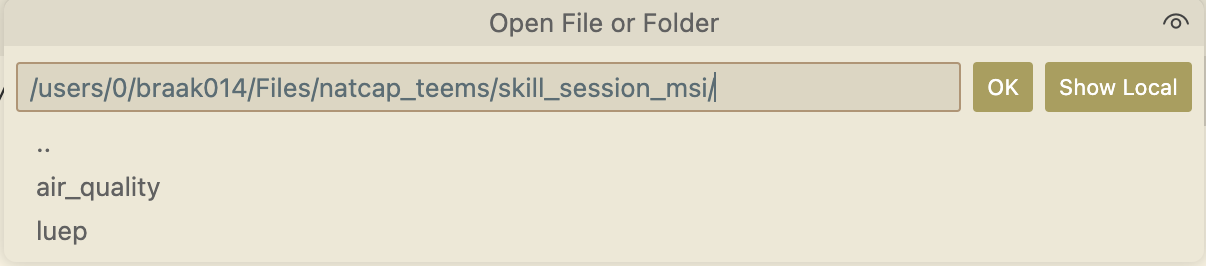 Open File or Folder
/users/0/braak014/Files/natcap_teems/skill_session_msi/
OK
Show Local
..
air_quality
luep